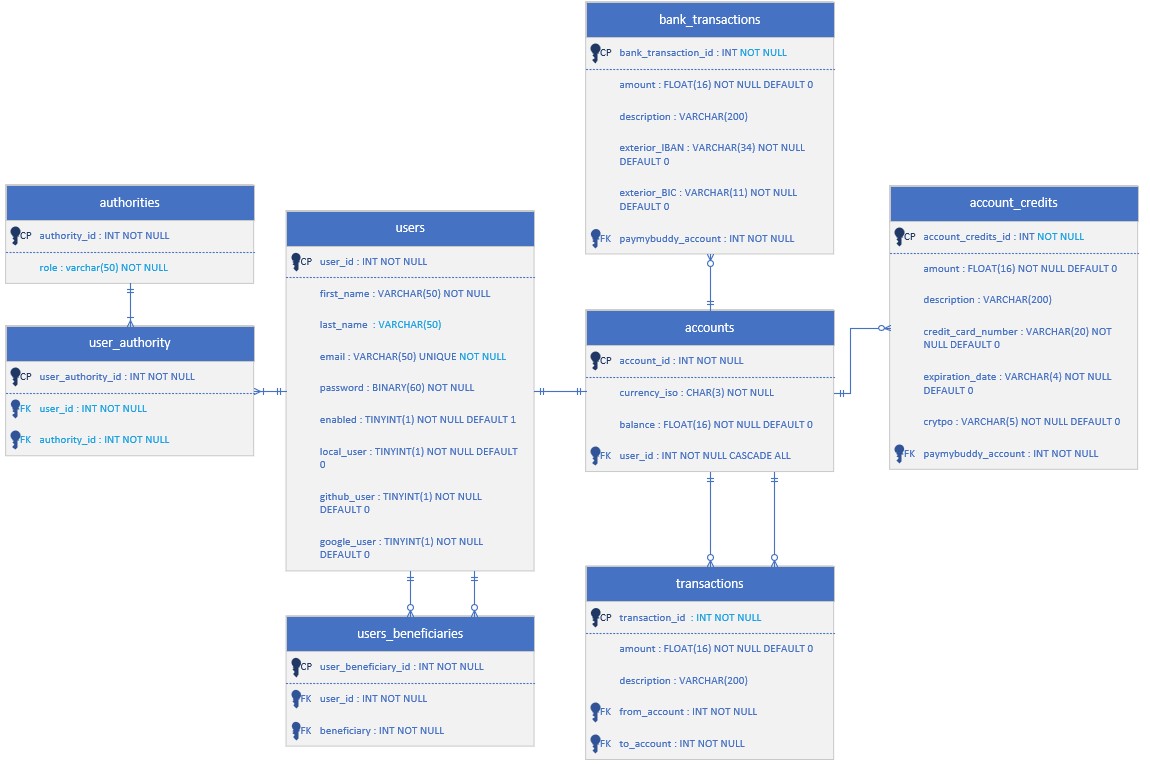 bank_transactions
CP bank_transaction_id : INT NOT NULL
amount : FLOAT(16) NOT NULL DEFAULT 0
description : VARCHAR(200)
exterior_IBAN : VARCHAR(34) NOT NULL
DEFAULT 0
exterior_BIC : VARCHAR(11) NOT NULL
DEFAULT 0
FK paymybuddy_account : INT NOT NULL
authorities
CP authority_id : INT NOT NULL
role : varchar(50) NOT NULL
user_authority
CP user_authority_id : INT NOT NULL
FK user_id : INT NOT NULL
FK authority_id : INT NOT NULL
users
CP user_id : INT NOT NULL
first_name : VARCHAR(50) NOT NULL
last_name : VARCHAR(50)
email : VARCHAR(50) UNIQUE NOT NULL
password : BINARY(60) NOT NULL
enabled : TINYINT(1) NOT NULL DEFAULT 1
local_user : TINYINT(1) NOT NULL DEFAULT
0
github_user : TINYINT(1) NOT NULL
DEFAULT 0
google_user : TINYINT(1) NOT NULL
DEFAULT 0
accounts
CP account_id : INT NOT NULL
currency_iso : CHAR(3) NOT NULL
balance : FLOAT(16) NOT NULL DEFAULT 0
FK user_id : INT NOT NULL CASCADE ALL
account_credits
CP account_credits_id : INT NOT NULL
amount : FLOAT(16) NOT NULL DEFAULT 0
description : VARCHAR(200)
credit_card_number : VARCHAR(20) NOT
NULL DEFAULT 0
expiration_date : VARCHAR(4) NOT NULL
DEFAULT 0
crytpo : VARCHAR(5) NOT NULL DEFAULT 0
FK paymybuddy_account : INT NOT NULL
users_beneficiaries
CP user_beneficiary_id : INT NOT NULL
FK user_id : INT NOT NULL
FK beneficiary : INT NOT NULL
transactions
CP transaction_id : INT NOT NULL
amount : FLOAT(16) NOT NULL DEFAULT 0
description : VARCHAR(200)
FK from_account : INT NOT NULL
FK to_account : INT NOT NULL